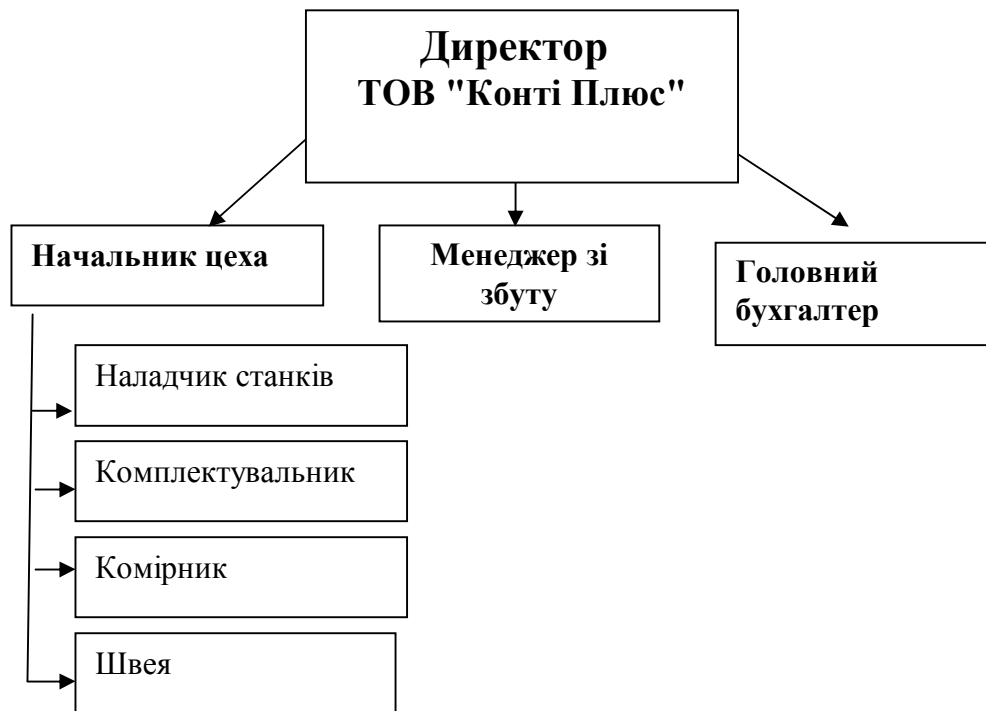 Директор
ТОВ "Конті Плюс"
Начальник цеха
Менеджер зі
збуту
Головний
бухгалтер
Наладчик станків
Комплектувальник
Комірник
Швея